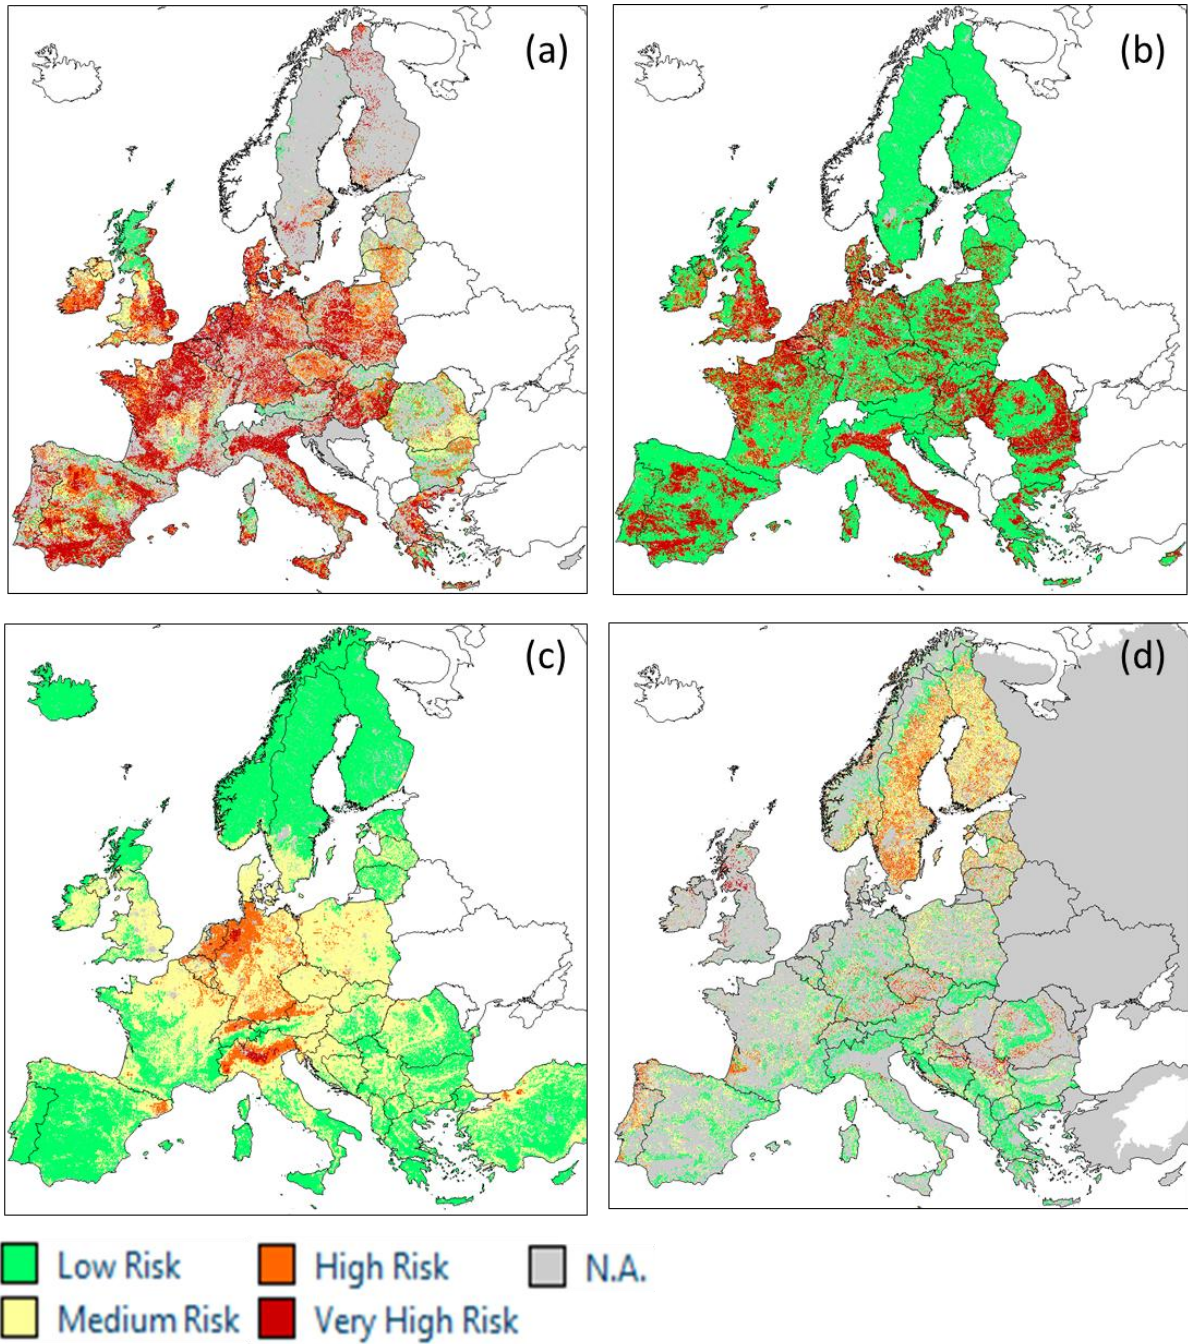 (a)
(b)
(c)
(d)
Low Risk
High Risk
N.A.
Medium Risk
Very High Risk